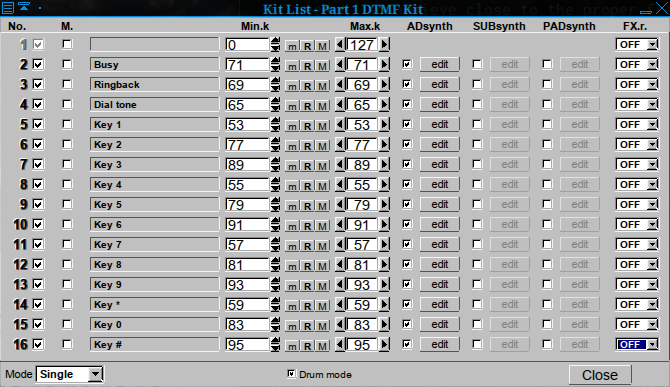 Kit List - Part 1 DTMF Kit
No. M. Min.k Max.k ADsynth SUBsynth PADsynth FX.r.
1 0 m R M 127 OFF
2 Busy 71 m R M 71 edit edit edit OFF
3 Ringback 69 m R M 69 edit edit edit OFF
4 Dial tone 65 m R M 65 edit edit edit OFF
5 Key 1 53 m R M 53 edit edit edit OFF
6 Key 2 77 m R M 77 edit edit edit OFF
7 Key 3 89 m R M 89 edit edit edit OFF
8 Key 4 55 m R M 55 edit edit edit OFF
9 Key 5 79 m R M 79 edit edit edit OFF
10 Key 6 91 m R M 91 edit edit edit OFF
11 Key 7 57 m R M 57 edit edit edit OFF
12 Key 8 81 m R M 81 edit edit edit OFF
13 Key 9 93 m R M 93 edit edit edit OFF
14 Key * 59 m R M 59 edit edit edit OFF
15 Key 0 83 m R M 83 edit edit edit OFF
16 Key # 95 m R M 95 edit edit edit OFF
Mode Single Drum mode Close